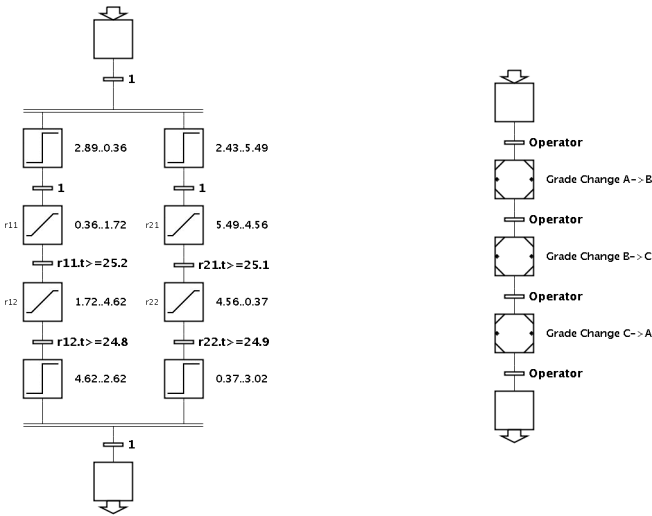 1
2.89..0.36
2.43..5.49
1
1
r11
0.36..1.72
r21
5.49..4.56
r11.t>=25.2
r21.t>=25.1
r12
1.72..4.62
r22
4.56..0.37
r12.t>=24.8
r22.t>=24.9
4.62..2.62
0.37..3.02
1
Operator
Grade Change A->B
Operator
Grade Change B->C
Operator
Grade Change C->A
Operator